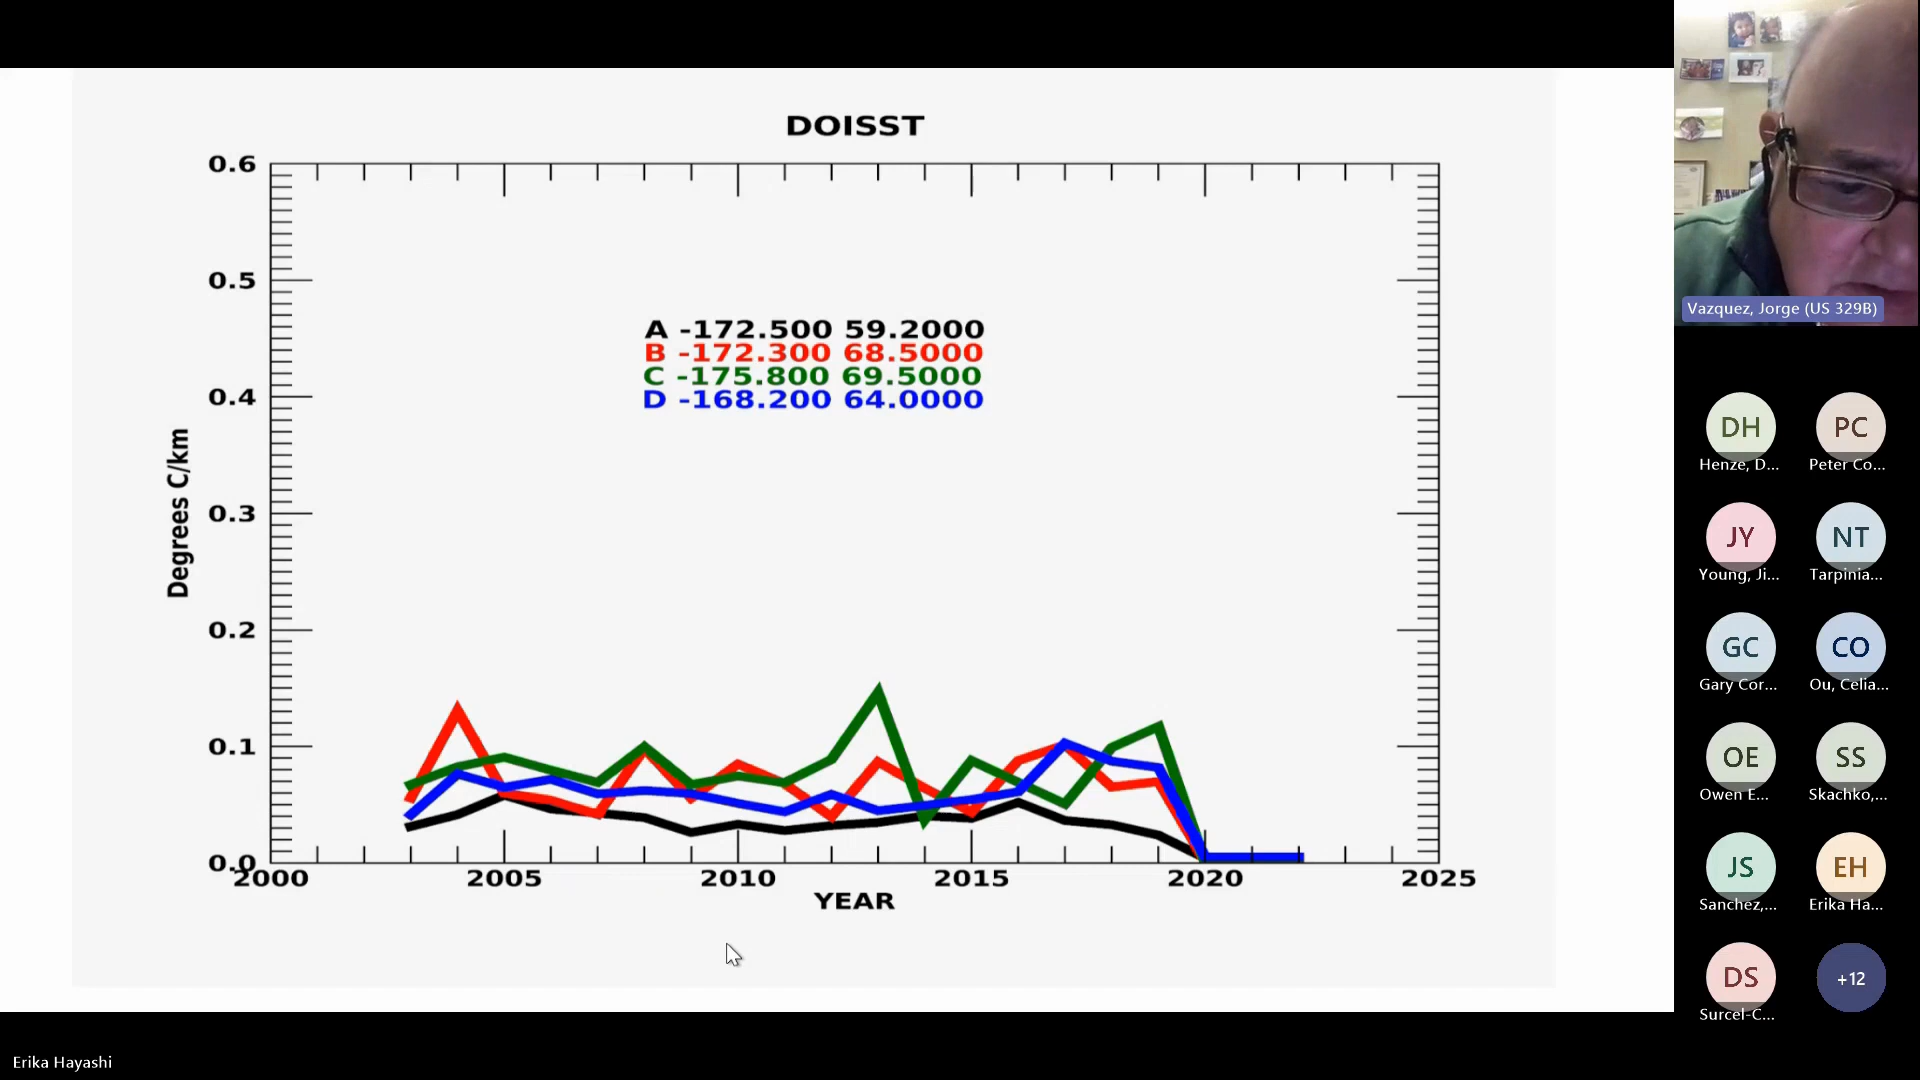 DOISST
0.6
0.5
0.4
0.3
0.2
0.1
0.0
Degrees C/km
A -172.500 59.2000
B -172.300 68.5000
C -175.800 69.5000
D -168.200 64.0000
2000 2005 2010 2015 2020 2025
YEAR
Vazquez, Jorge (US 329B)
DH PC
Henze, D... Peter Co...
JY NT
Young, Ji... Tarpinia...
GC CO
Gary Cor... Ou, Celia...
OE SS
Owen E... Skachko,...
JS EH
Sanchez,... Erika Ha...
DS +12
Surcel-C...
Erika Hayashi